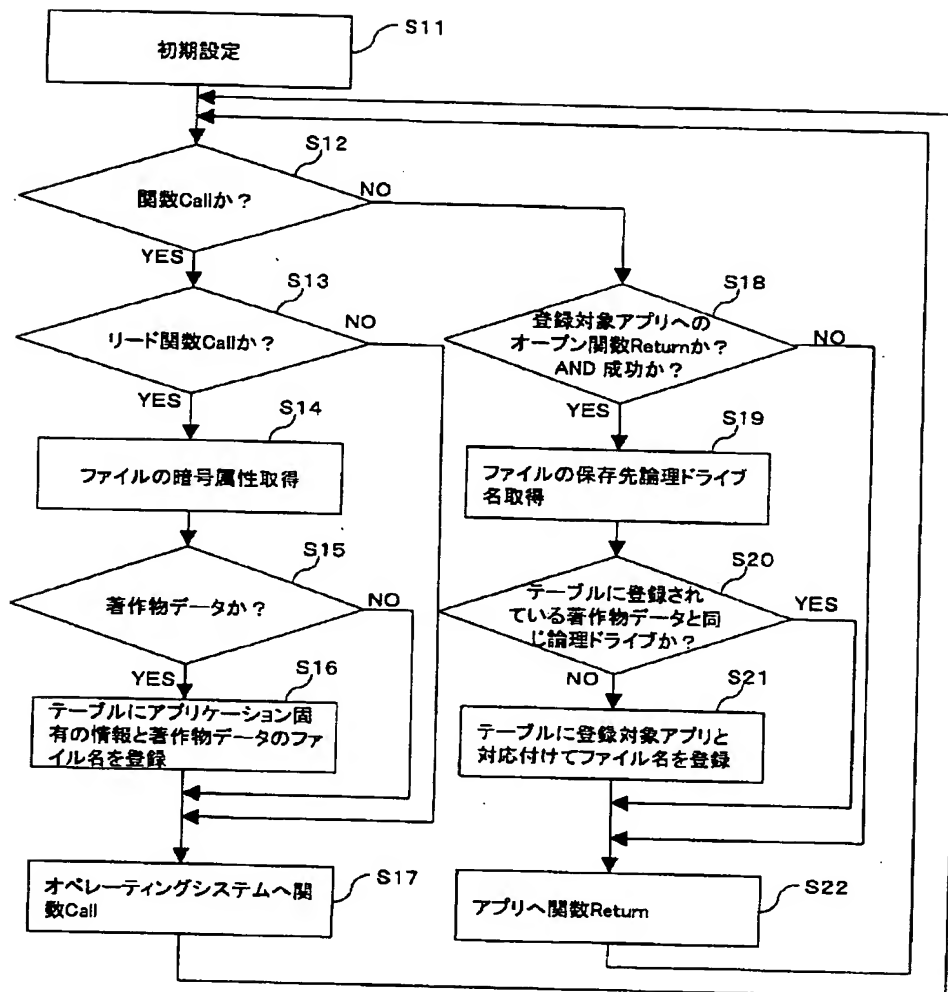 S11
初期設定
S12
関数Callか？
NO
YES
S13
リード関数Callか？
NO
YES
S14
ファイルの暗号属性取得
S15
著作物データか？
NO
YES
S16
テーブルにアプリケーション固
有の情報と著作物データのファ
イル名を登録
オペレーティングシステムへ関
数Call
S17
S18
登録対象アプリへの
オープン関数Returnか？
AND 成功か？
NO
YES
S19
ファイルの保存先論理ドライブ
名取得
S20
テーブルに登録され
ている著作物データと同
じ論理ドライブか？
YES
NO
S21
テーブルに登録対象アプリと
対応付けてファイル名を登録
アプリへ関数Return
S22